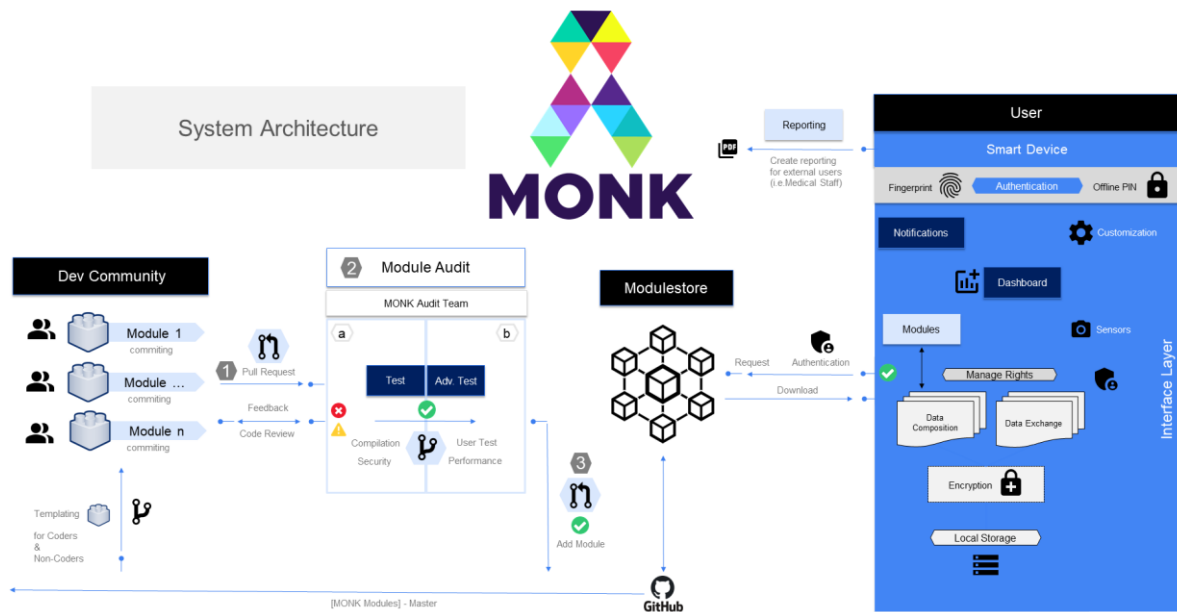 System Architecture
MONK
Reporting
PDF
Create reporting
for external users
(i.e.Medical Staff)
User
Smart Device
Fingerprint
Authentication
Offline PIN
Notifications
Customization
Dashboard
Modules
Sensors
Manage Rights
Data
Composition
Data Exchange
Encryption
Local Storage
Interface Layer
Dev Community
Module 1
commiting
Module ...
commiting
Module n
commiting
Templating
for Coders
&
Non-Coders
1
Pull Request
Feedback
Code Review
2
Module Audit
MONK Audit Team
a
b
Test
Adv. Test
Compilation
Security
User Test
Performance
3
Add Module
Modulestore
Request
Authentication
Download
[MONK Modules] - Master
GitHub